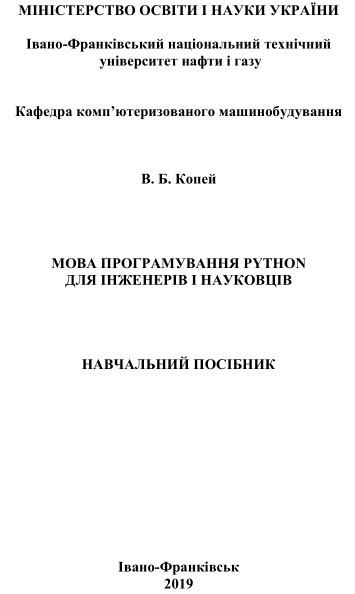 МІНІСТЕРСТВО ОСВІТИ І НАУКИ УКРАЇНИ
Івано-Франківський національний технічний
університет нафти і газу
Кафедра комп’ютеризованого машинобудування
В. Б. Копей
МОВА ПРОГРАМУВАННЯ PYTHON
ДЛЯ ІНЖЕНЕРІВ І НАУКОВЦІВ
НАВЧАЛЬНИЙ ПОСІБНИК
Івано-Франківськ
2019